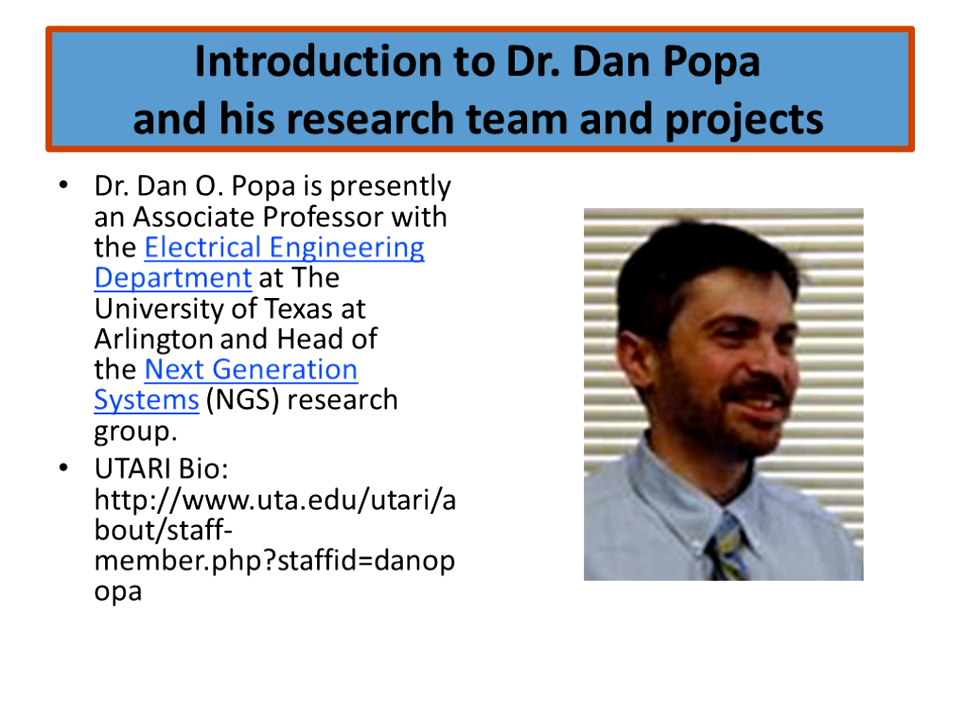 Introduction to Dr. Dan Popa
and his research team and projects
• Dr. Dan O. Popa is presently
an Associate Professor with
the Electrical Engineering
Department at The
University of Texas at
Arlington and Head of
the Next Generation
Systems (NGS) research
group.
• UTARI Bio:
http://www.uta.edu/utari/a
bout/staff-
member.php?staffid=danop
opa